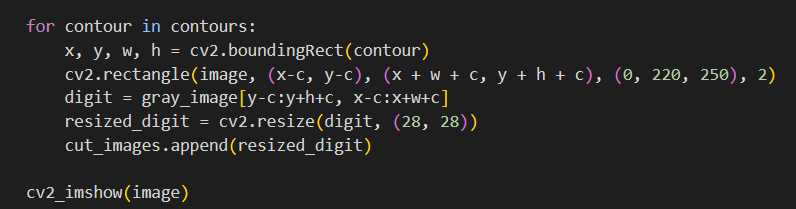 for contour in contours:
    x, y, w, h = cv2.boundingRect(contour)
    cv2.rectangle(image, (x-c, y-c), (x + w + c, y + h + c), (0, 220, 250), 2)
    digit = gray_image[y-c:y+h+c, x-c:x+w+c]
    resized_digit = cv2.resize(digit, (28, 28))
    cut_images.append(resized_digit)

cv2_imshow(image)